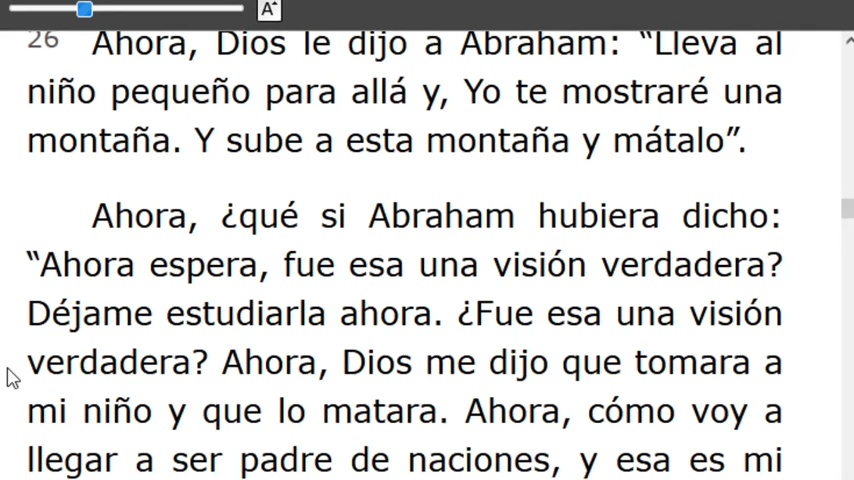 A
26 Ahora, Dios le dijo a Abraham: “Lleva al
niño pequeño para allá y, Yo te mostraré una
montaña. Y sube a esta montaña y mátalo”.
Ahora, ¿qué si Abraham hubiera dicho:
“Ahora espera, fue esa una visión verdadera?
Déjame estudiarla ahora. ¿Fue esa una visión
verdadera? Ahora, Dios me dijo que tomara a
mi niño y que lo matara. Ahora, cómo voy a
llegar a ser padre de naciones, y esa es mi